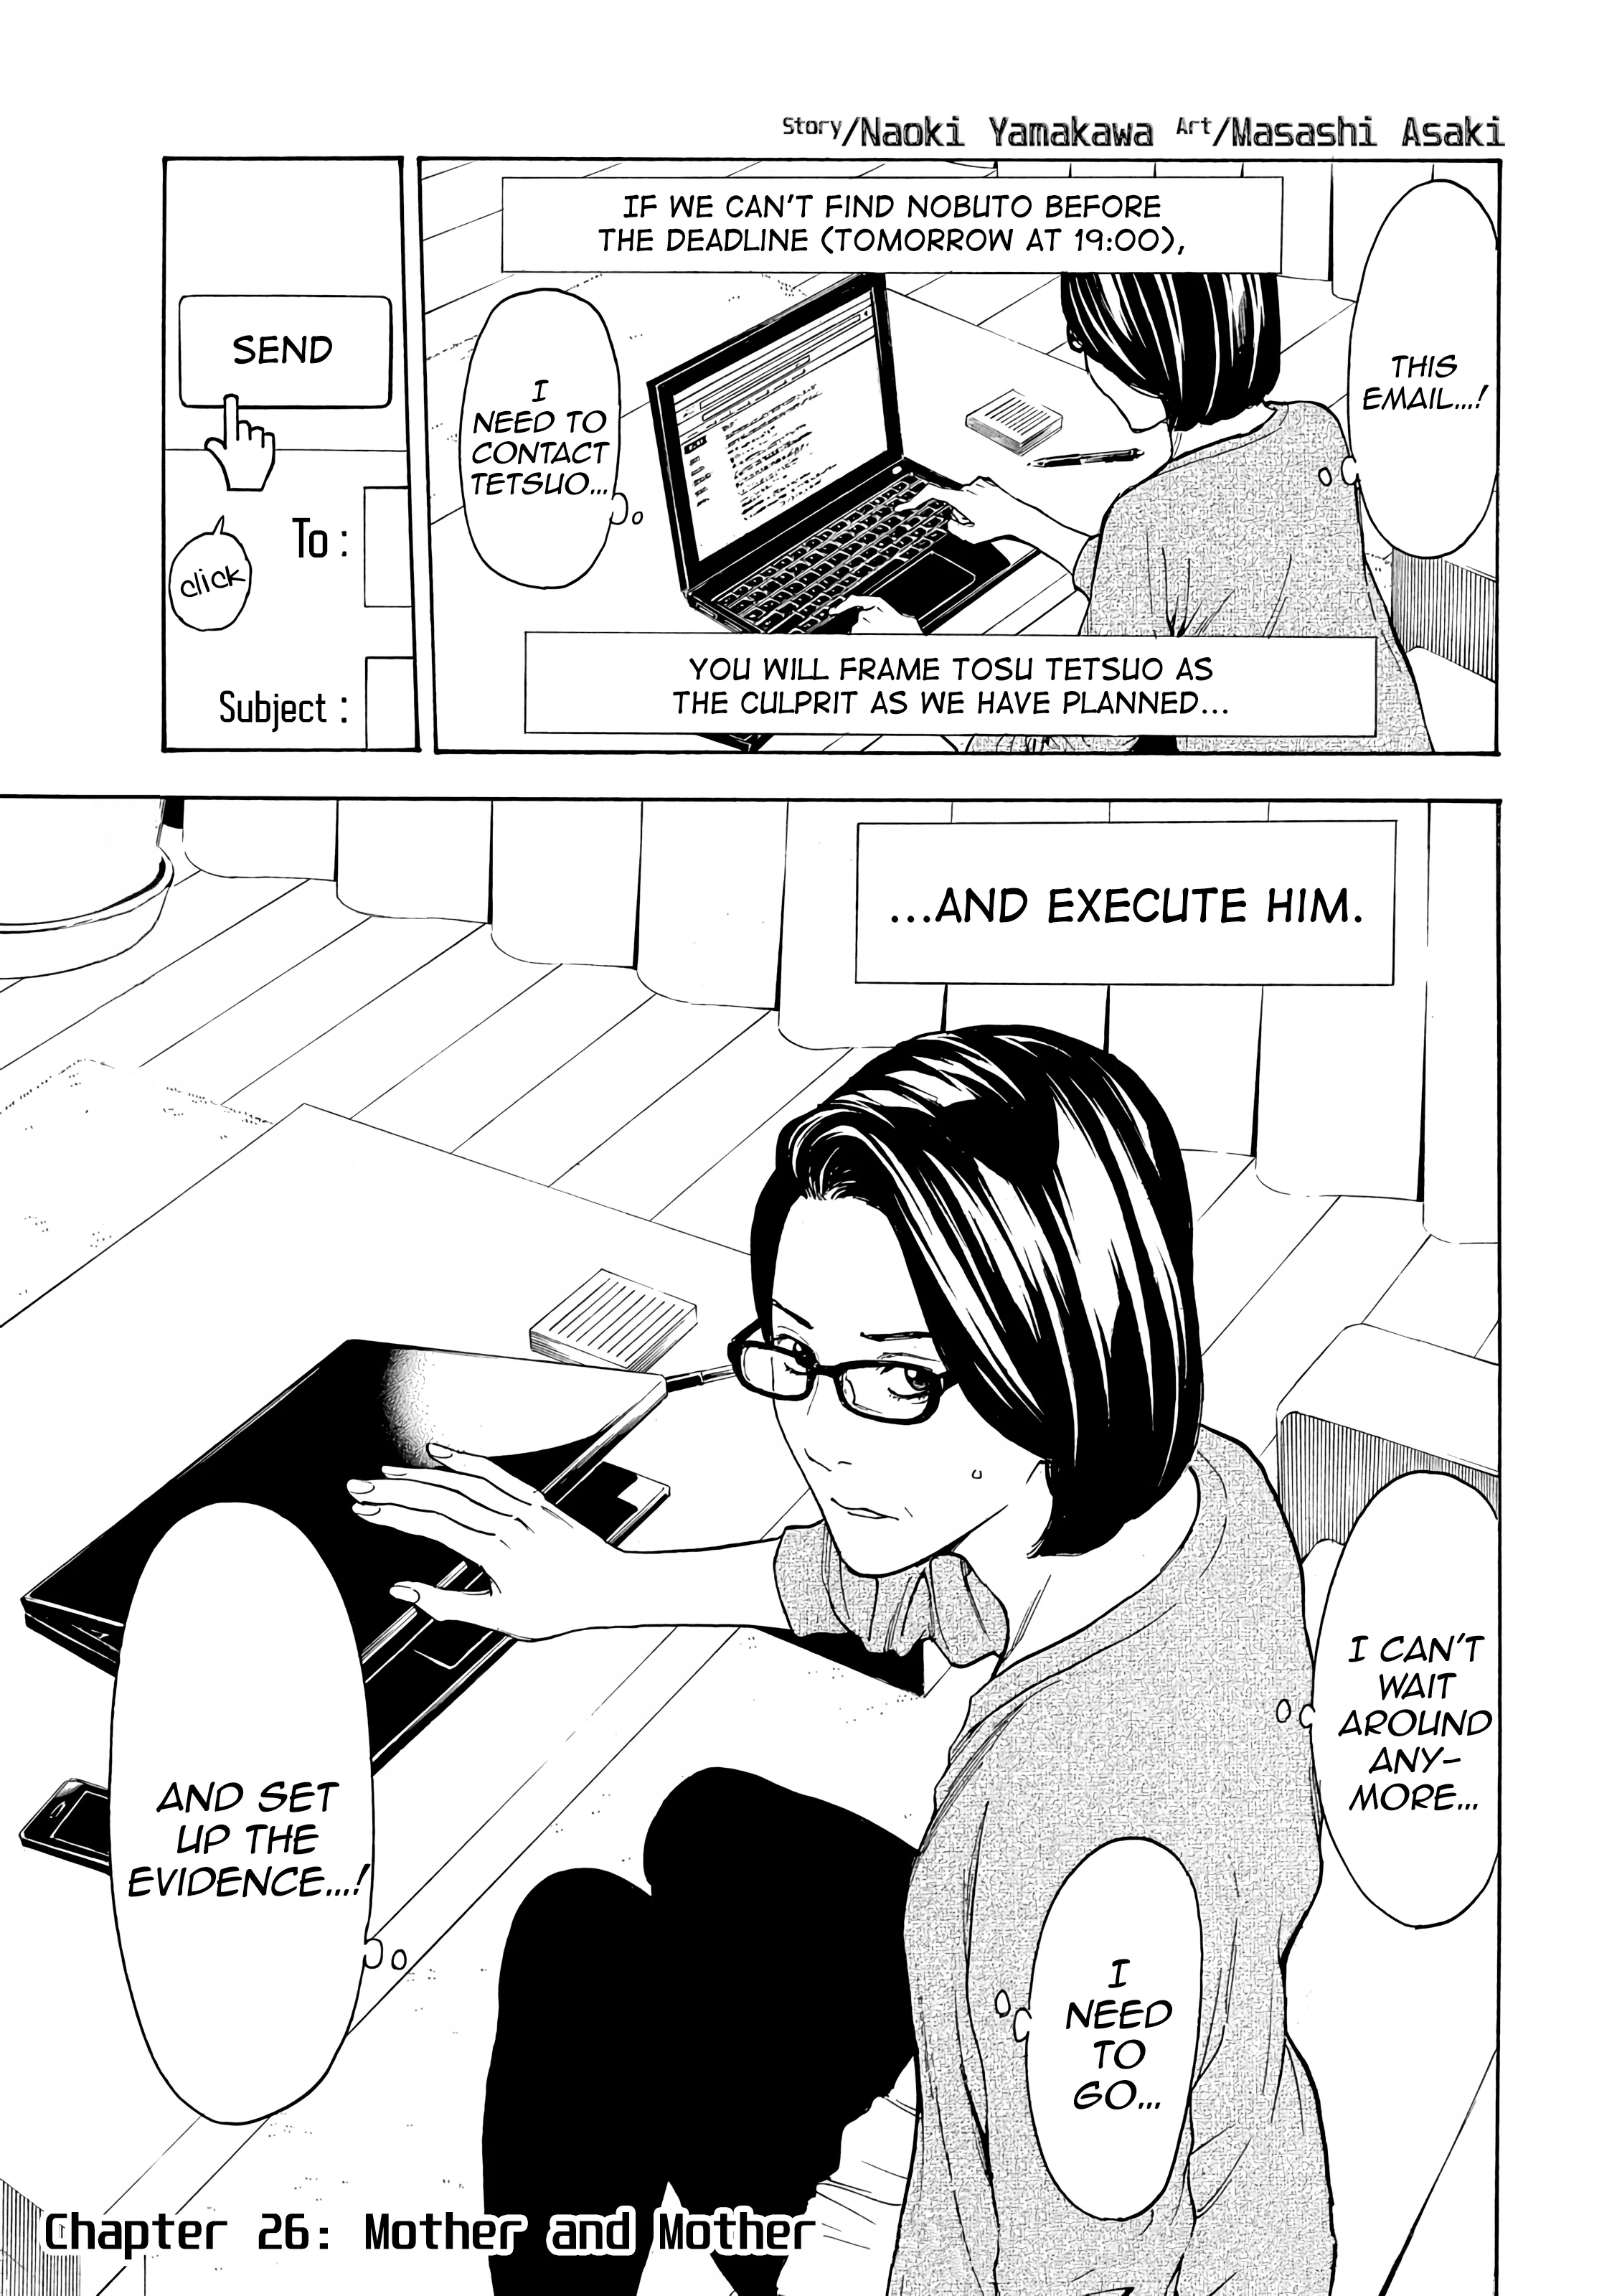 Story/Naoki Yamakawa Art/Masashi Asaki
THIS
EMAIL...!
IF WE CAN'T FIND NOBUTO BEFORE
THE DEADLINE (TOMORROW AT 19:00),
I
NEED TO
CONTACT
TETSUO...
YOU WILL FRAME TOSU TETSUO AS
THE CULPRIT AS WE HAVE PLANNED...
SEND
click
To :
Subject :
...AND EXECUTE HIM.
I CAN'T
WAIT
AROUND
ANY-
MORE...
I
NEED
TO
GO...
AND SET
UP THE
EVIDENCE...!
Chapter 26: Mother and Mother